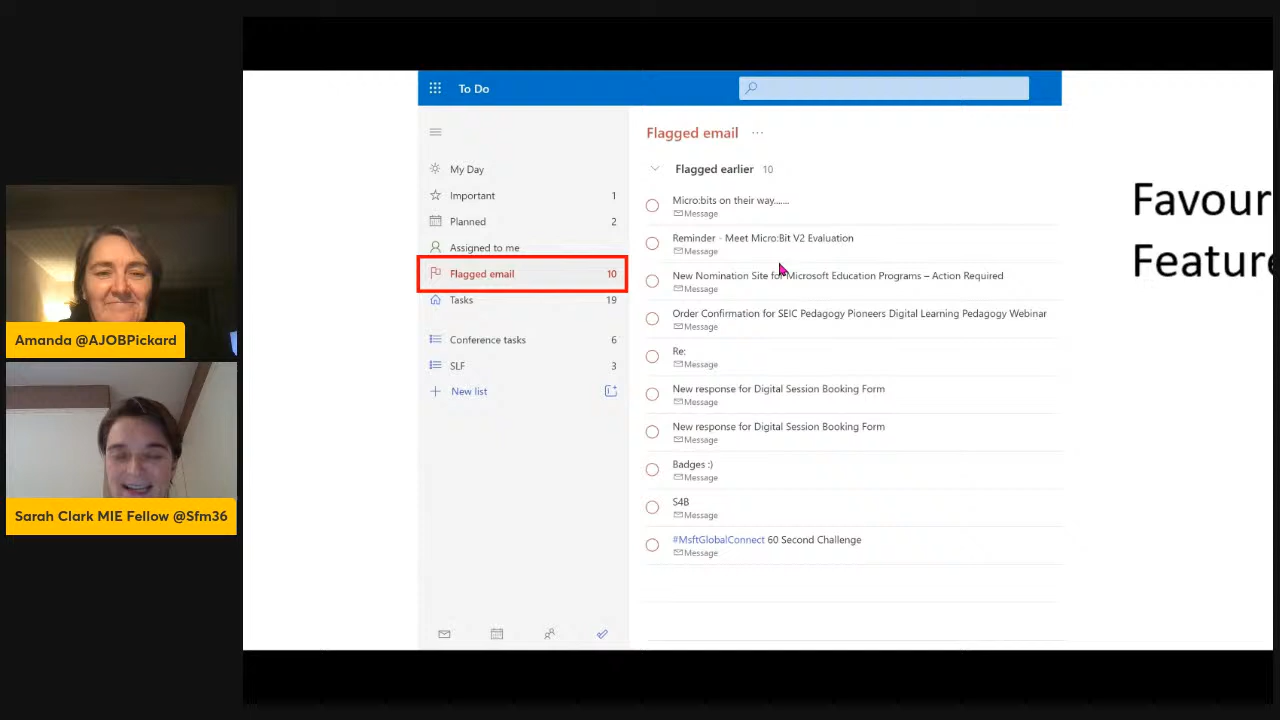 To Do
My Day
Important 1
Planned 2
Assigned to me
Flagged email 10
Tasks 19
Conference tasks 6
SLF 3
New list
Flagged email ...
Flagged earlier 10
Micro:bits on their way.......
Message
Reminder - Meet Micro:Bit V2 Evaluation
Message
New Nomination Site for Microsoft Education Programs – Action Required
Message
Order Confirmation for SEIC Pedagogy Pioneers Digital Learning Pedagogy Webinar
Message
Re:
Message
New response for Digital Session Booking Form
Message
New response for Digital Session Booking Form
Message
Badges :)
Message
S4B
Message
#MsftGlobalConnect 60 Second Challenge
Message
Favour
Feature
Amanda @AJOBPickard
Sarah Clark MIE Fellow @Sfm36